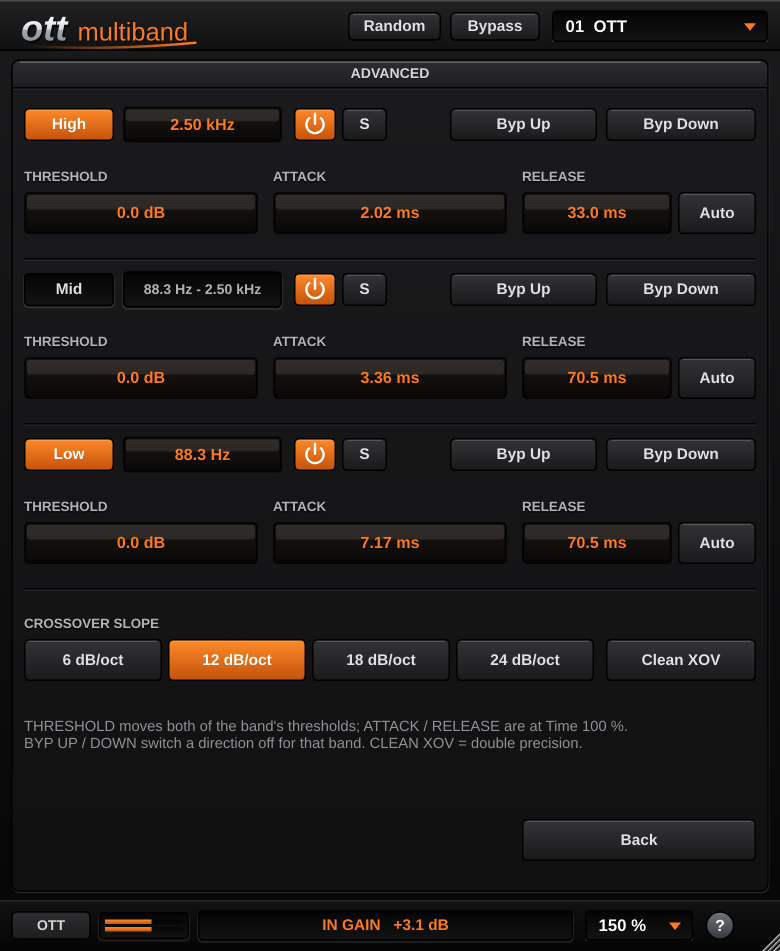 ott multiband Random Bypass 01 OTT
ADVANCED
High 2.50 kHz S Byp Up Byp Down
THRESHOLD ATTACK RELEASE
0.0 dB 2.02 ms 33.0 ms Auto
Mid 88.3 Hz - 2.50 kHz S Byp Up Byp Down
THRESHOLD ATTACK RELEASE
0.0 dB 3.36 ms 70.5 ms Auto
Low 88.3 Hz S Byp Up Byp Down
THRESHOLD ATTACK RELEASE
0.0 dB 7.17 ms 70.5 ms Auto
CROSSOVER SLOPE
6 dB/oct 12 dB/oct 18 dB/oct 24 dB/oct Clean XOV
THRESHOLD moves both of the band's thresholds; ATTACK / RELEASE are at Time 100 %.
BYP UP / DOWN switch a direction off for that band. CLEAN XOV = double precision.
Back
OTT IN GAIN +3.1 dB 150 % ?